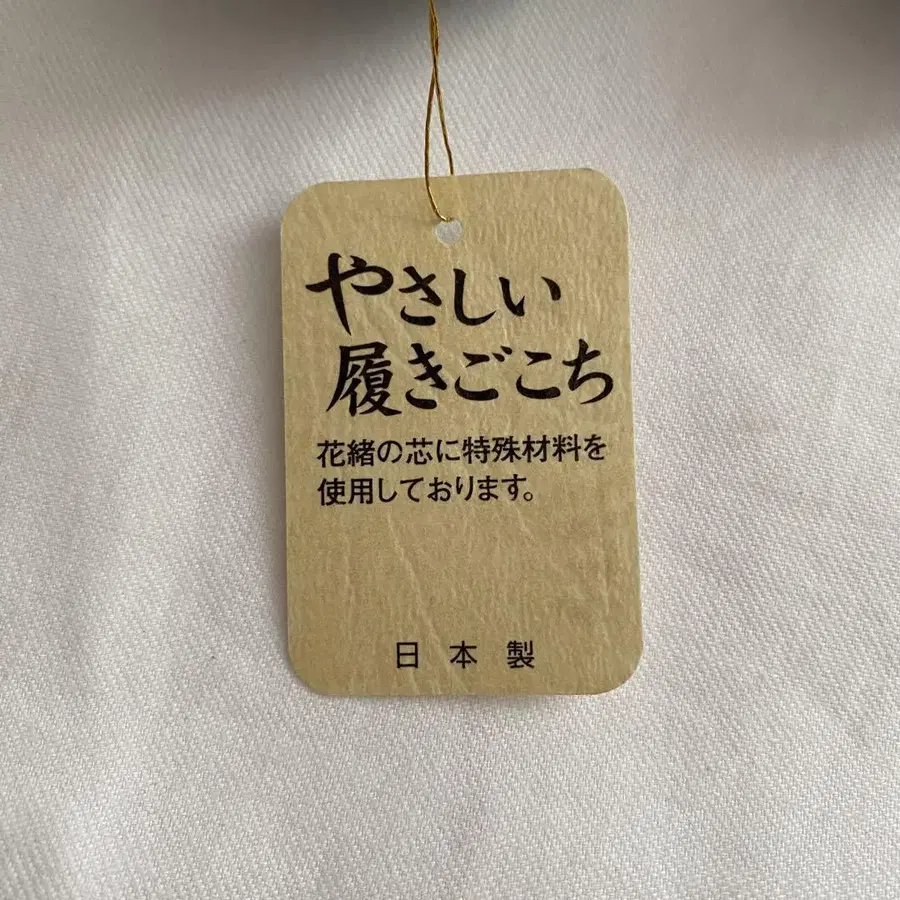 やさしい
履きごこち
花緒の芯に特殊材料を
使用しております。
日本製